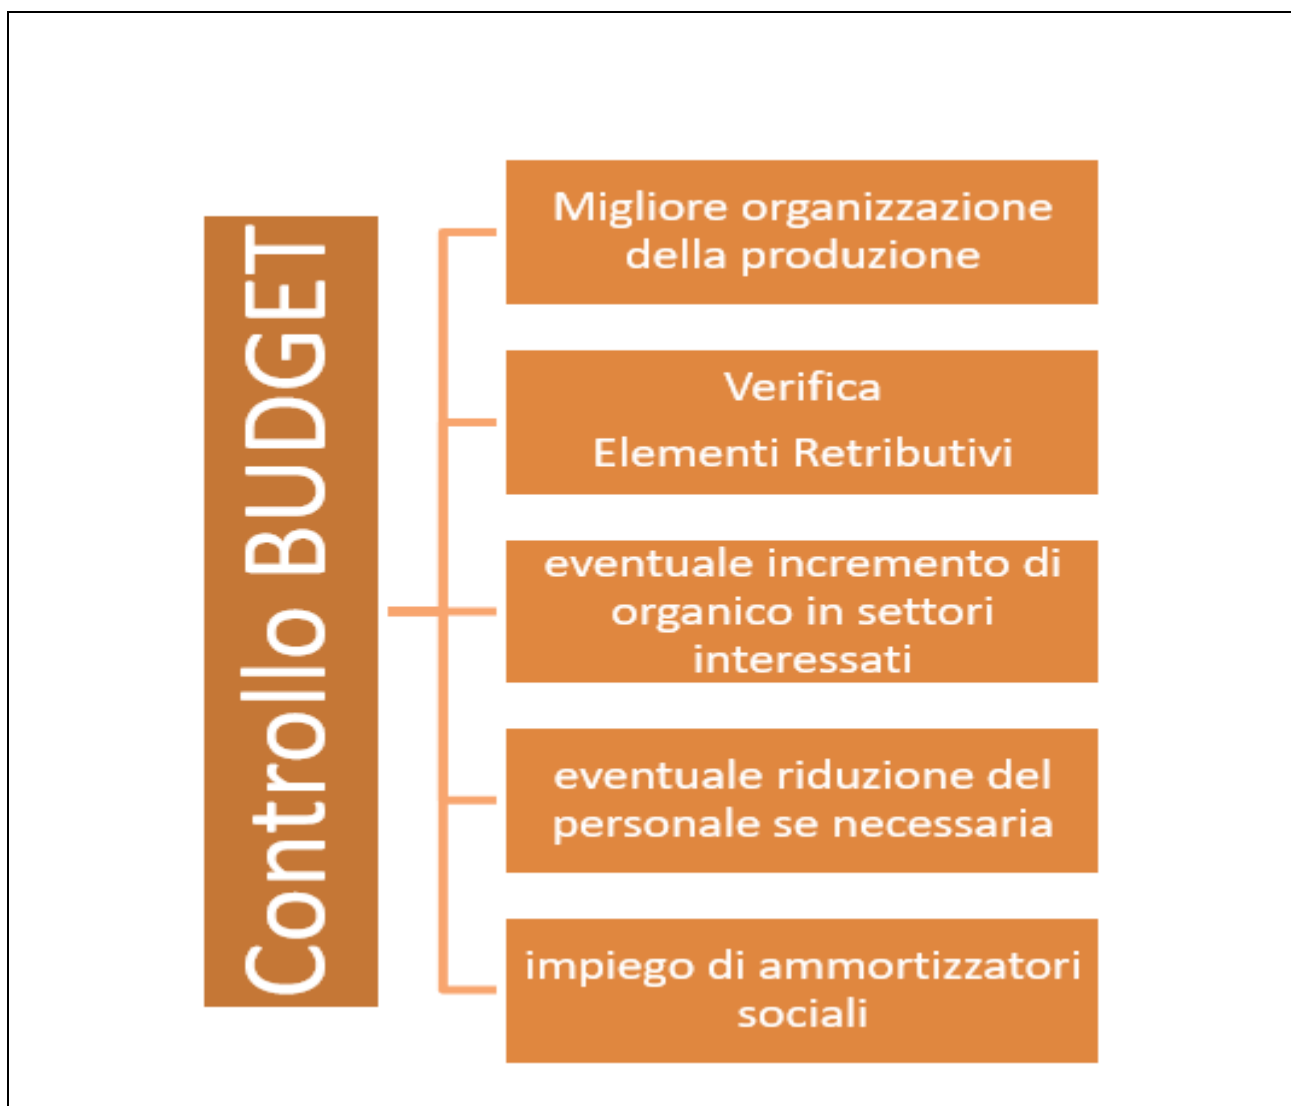 Controllo BUDGET
Migliore organizzazione
della produzione
Verifica
Elementi Retributivi
eventuale incremento di
organico in settori
interessati
eventuale riduzione del
personale se necessaria
impiego di ammortizzatori
sociali